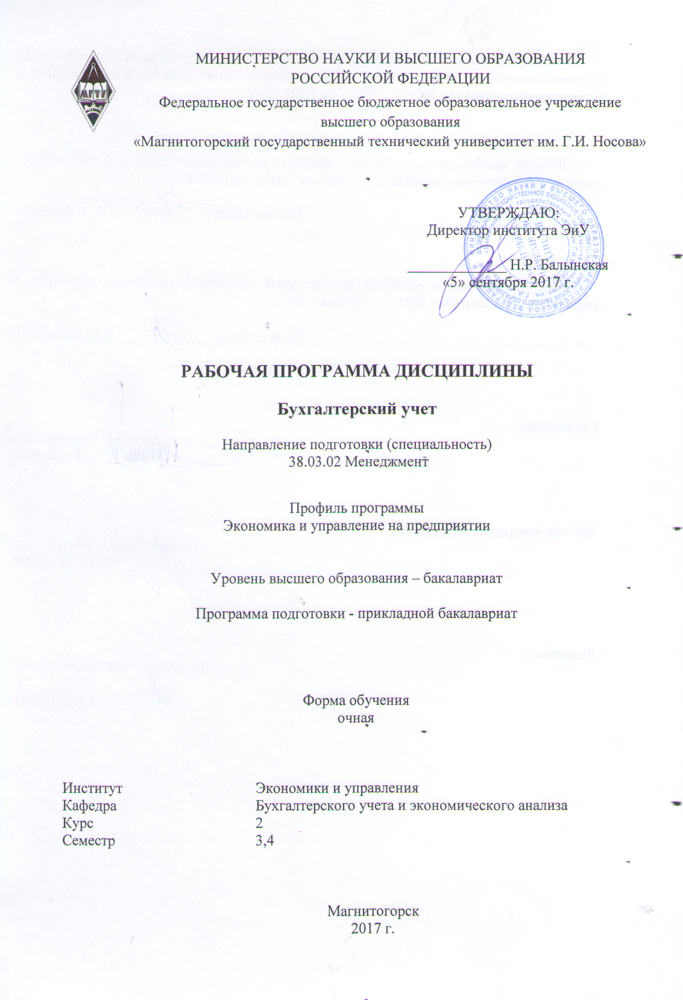 МИНИСТЕРСТВО НАУКИ И ВЫСШЕГО ОБРАЗОВАНИЯ
РОССИЙСКОЙ ФЕДЕРАЦИИ
Федеральное государственное бюджетное образовательное учреждение
высшего образования
«Магнитогорский государственный технический университет им. Г.И. Носова»
МГТУ
УТВЕРЖДАЮ:
Директор института ЭиУ
Н.Р. Балынская
«5» сентября 2017 г.
РАБОЧАЯ ПРОГРАММА ДИСЦИПЛИНЫ
Бухгалтерский учет
Направление подготовки (специальность)
38.03.02 Менеджмент
Профиль программы
Экономика и управление на предприятии
Уровень высшего образования – бакалавриат
Программа подготовки - прикладной бакалавриат
Форма обучения
очная
Институт Экономики и управления
Кафедра Бухгалтерского учета и экономического анализа
Курс 2
Семестр 3,4
Магнитогорск
2017 г.